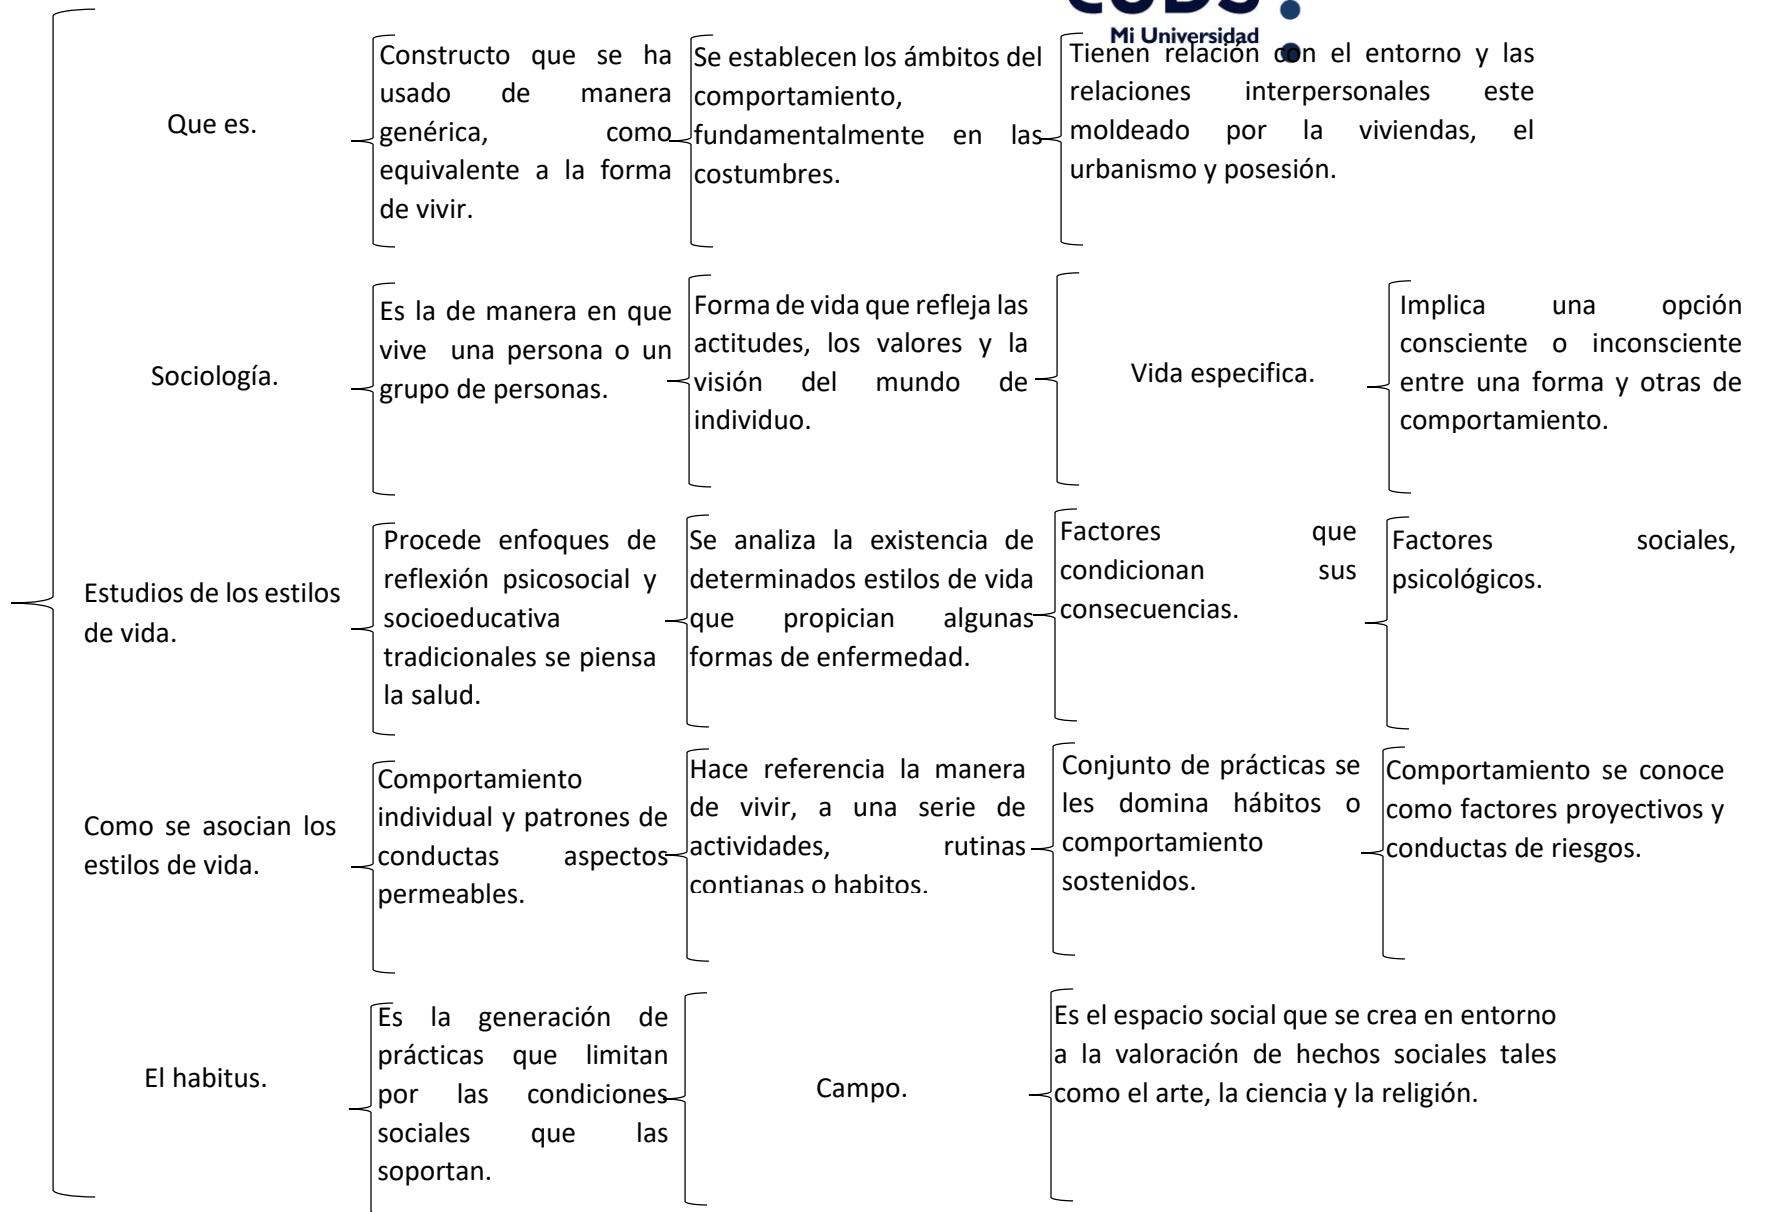 Mi Universidad
Que es.
Constructo que se ha
usado de manera
genérica, como
equivalente a la forma
de vivir.
Se establecen los ámbitos del
comportamiento,
fundamentalmente en las
costumbres.
Tienen relación con el entorno y las
relaciones interpersonales este
moldeado por la viviendas, el
urbanismo y posesión.
Sociología.
Es la de manera en que
vive una persona o un
grupo de personas.
Forma de vida que refleja las
actitudes, los valores y la
visión del mundo de
individuo.
Vida especifica.
Implica una opción
consciente o inconsciente
entre una forma y otras de
comportamiento.
Estudios de los estilos
de vida.
Procede enfoques de
reflexión psicosocial y
socioeducativa
tradicionales se piensa
la salud.
Se analiza la existencia de
determinados estilos de vida
que propician algunas
formas de enfermedad.
Factores que
condicionan sus
consecuencias.
Factores sociales,
psicológicos.
Como se asocian los
estilos de vida.
Comportamiento
individual y patrones de
conductas aspectos
permeables.
Hace referencia la manera
de vivir, a una serie de
actividades, rutinas
contianas o habitos.
Conjunto de prácticas se
les domina hábitos o
comportamiento
sostenidos.
Comportamiento se conoce
como factores proyectivos y
conductas de riesgos.
El habitus.
Es la generación de
prácticas que limitan
por las condiciones
sociales que las
soportan.
Campo.
Es el espacio social que se crea en entorno
a la valoración de hechos sociales tales
como el arte, la ciencia y la religión.